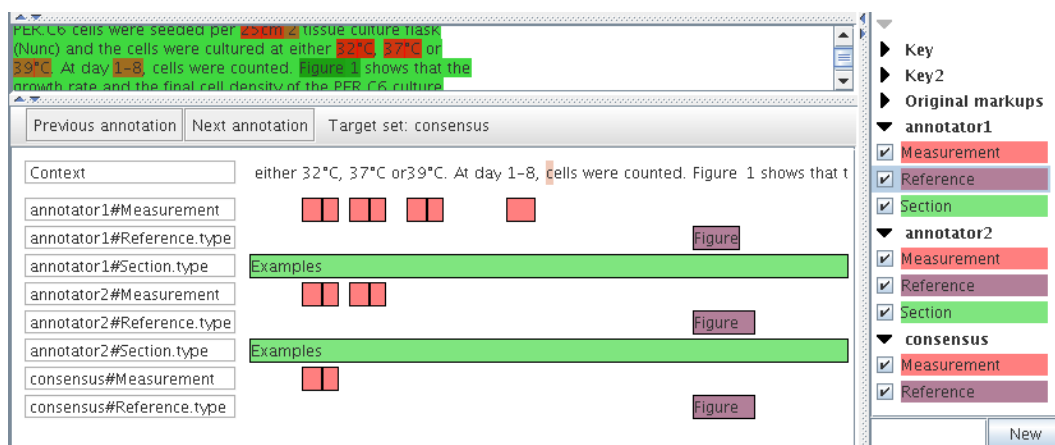 PER.C6 cells were seeded per 25cm 2 tissue culture flask
(Nunc) and the cells were cultured at either 32°C, 37°C or
39°C. At day 1–8, cells were counted. Figure 1 shows that the
growth rate and the final cell density of the PER.C6 culture
Previous annotation Next annotation Target set: consensus
Context either 32°C, 37°C or39°C. At day 1–8, cells were counted. Figure 1 shows that t
annotator1#Measurement
annotator1#Reference.type Figure
annotator1#Section.type Examples
annotator2#Measurement
annotator2#Reference.type Figure
annotator2#Section.type Examples
consensus#Measurement
consensus#Reference.type Figure
Key
Key2
Original markups
annotator1
Measurement
Reference
Section
annotator2
Measurement
Reference
Section
consensus
Measurement
Reference
New